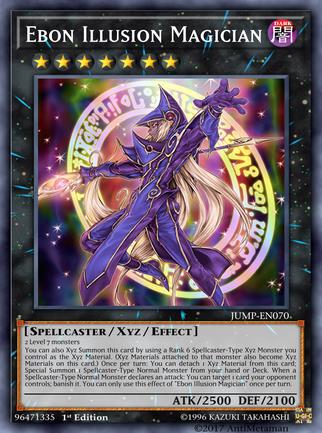 EBON ILLUSION MAGICIAN
DARK
闇
JUMP-EN070
[SPELLCASTER / XYZ / EFFECT]
2 Level 7 monsters
You can also Xyz Summon this card by using a Rank 6 Spellcaster-Type Xyz Monster you
control as the Xyz Material. (Xyz Materials attached to that monster also become Xyz
Materials on this card.) Once per turn: You can detach 1 Xyz Material from this card;
Special Summon 1 Spellcaster-Type Normal Monster from your hand or Deck. When a
Spellcaster-Type Normal Monster declares an attack: You can target 1 card your opponent
controls; banish it. You can only use this effect of "Ebon Illusion Magician" once per turn.
ATK/2500 DEF/2100
96471335 1st Edition ©1996 KAZUKI TAKAHASHI
©2017 AntiMetaman